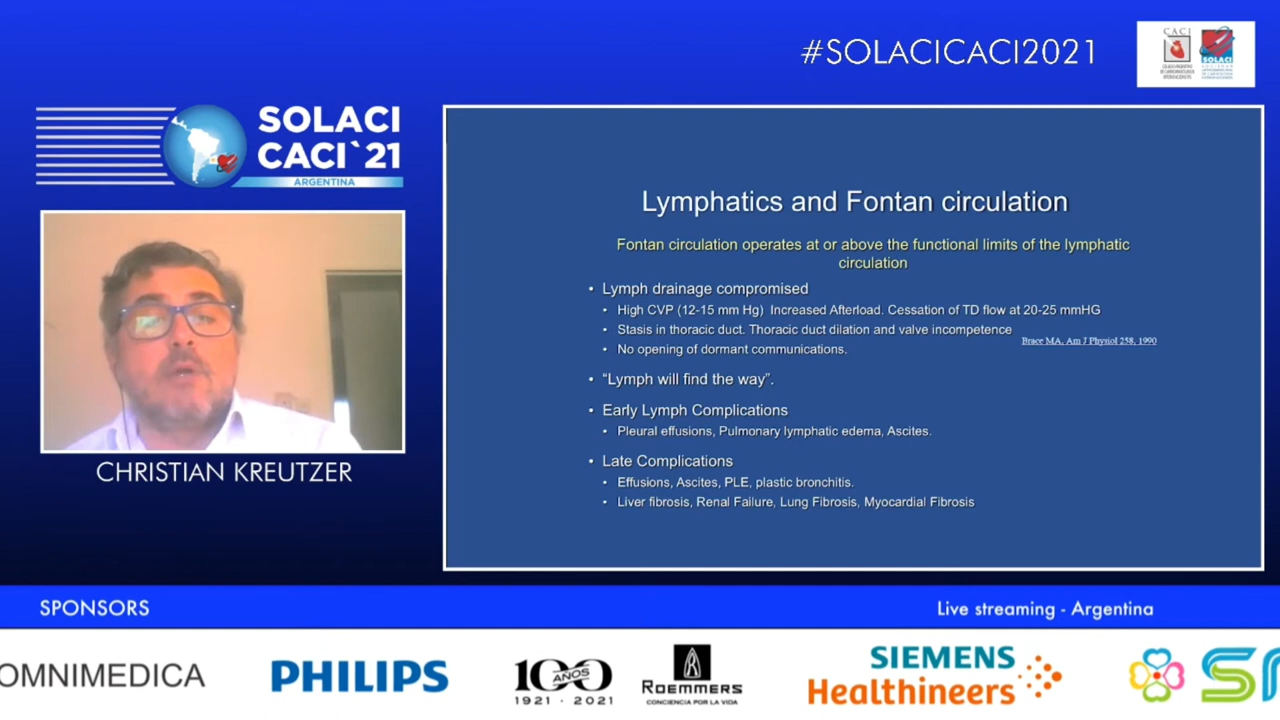 #SOLACICACI2021
CACI
SOLACI
SOLACI
CACI`21
ARGENTINA
CHRISTIAN KREUTZER
Lymphatics and Fontan circulation
Fontan circulation operates at or above the functional limits of the lymphatic
circulation
• Lymph drainage compromised
• High CVP (12-15 mm Hg) Increased Afterload. Cessation of TD flow at 20-25 mmHG
• Stasis in thoracic duct. Thoracic duct dilation and valve incompetence
Brace MA, Am J Physiol 258, 1990
• No opening of dormant communications.
• “Lymph will find the way”.
• Early Lymph Complications
• Pleural effusions, Pulmonary lymphatic edema, Ascites.
• Late Complications
• Effusions, Ascites, PLE, plastic bronchitis.
• Liver fibrosis, Renal Failure, Lung Fibrosis, Myocardial Fibrosis
SPONSORS
Live streaming - Argentina
OMNIMEDICA
PHILIPS
100
AÑOS
1921 · 2021
ROEMMERS
CONCIENCIA POR LA VIDA
SIEMENS
Healthineers